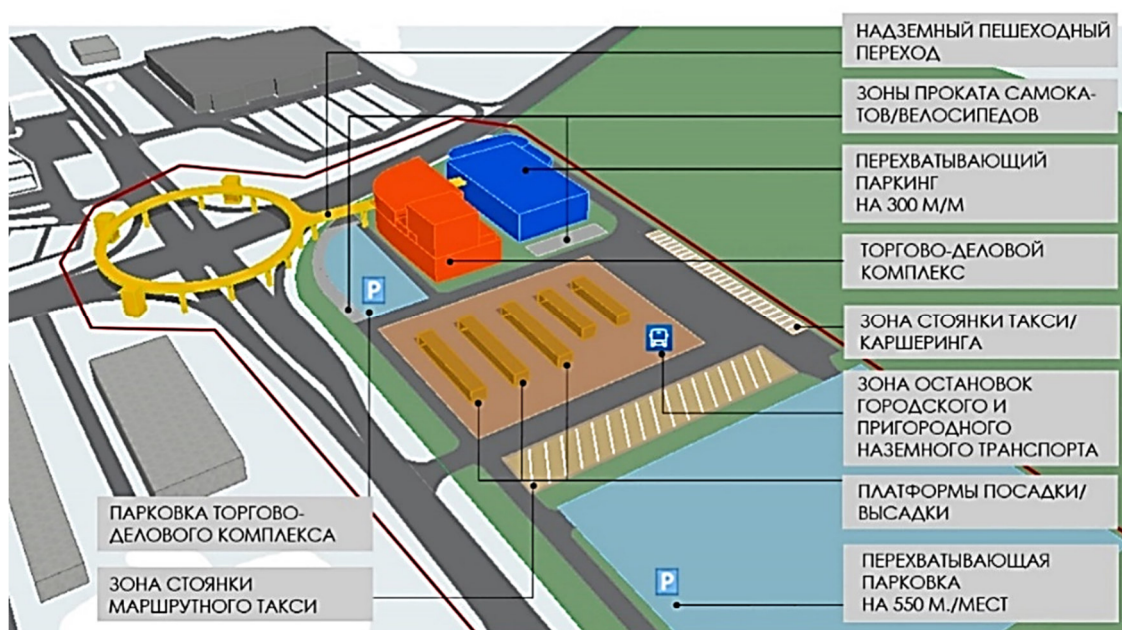 НАДЗЕМНЫЙ ПЕШЕХОДНЫЙ
ПЕРЕХОД
ЗОНЫ ПРОКАТА САМОКА-
ТОВ/ВЕЛОСИПЕДОВ
ПЕРЕХВАТЫВАЮЩИЙ
ПАРКИНГ
НА 300 М/М
ТОРГОВО-ДЕЛОВОЙ
КОМПЛЕКС
ЗОНА СТОЯНКИ ТАКСИ/
КАРШЕРИНГА
ЗОНА ОСТАНОВОК
ГОРОДСКОГО И
ПРИГОРОДНОГО
НАЗЕМНОГО ТРАНСПОРТА
ПЛАТФОРМЫ ПОСАДКИ/
ВЫСАДКИ
ПЕРЕХВАТЫВАЮЩАЯ
ПАРКОВКА
НА 550 М./МЕСТ
P
ПАРКОВКА ТОРГОВО-
ДЕЛОВОГО КОМПЛЕКСА
ЗОНА СТОЯНКИ
МАРШРУТНОГО ТАКСИ
P